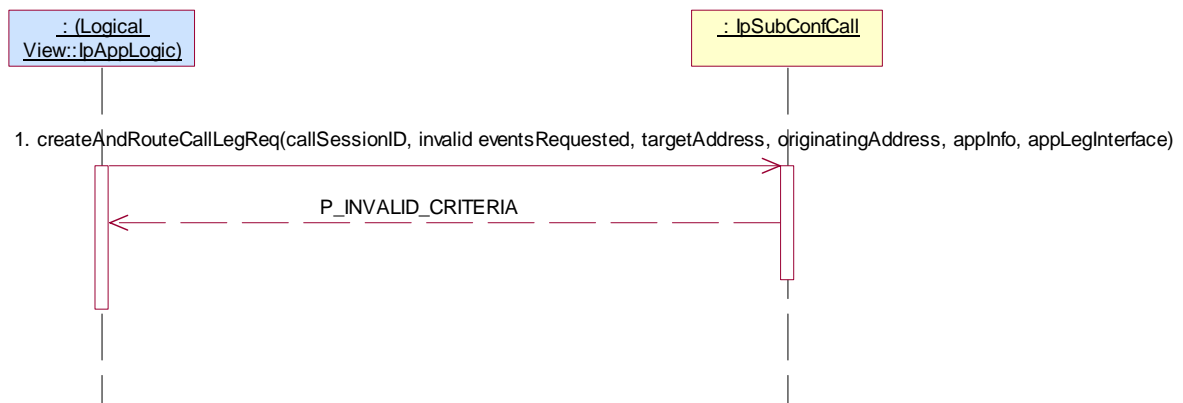 : (Logical
View::IpAppLogic)
: IpSubConfCall
1. createAndRouteCallLegReq(callSessionID, invalid eventsRequested, targetAddress, originatingAddress, appInfo, appLegInterface)
P_INVALID_CRITERIA